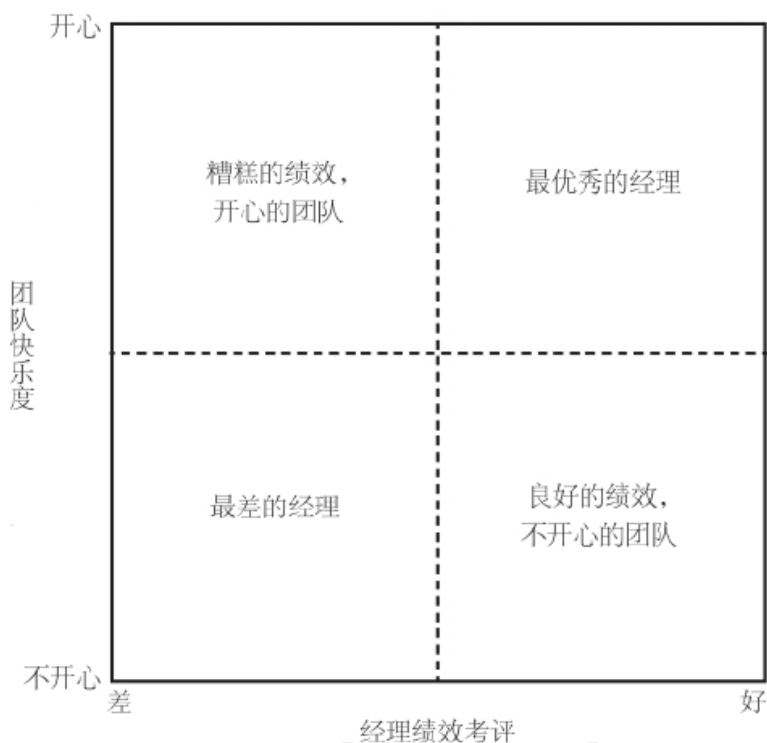 开心
糟糕的绩效，
开心的团队
最优秀的经理
团队快乐度
最差的经理
良好的绩效，
不开心的团队
不开心
差
好
经理绩效考评